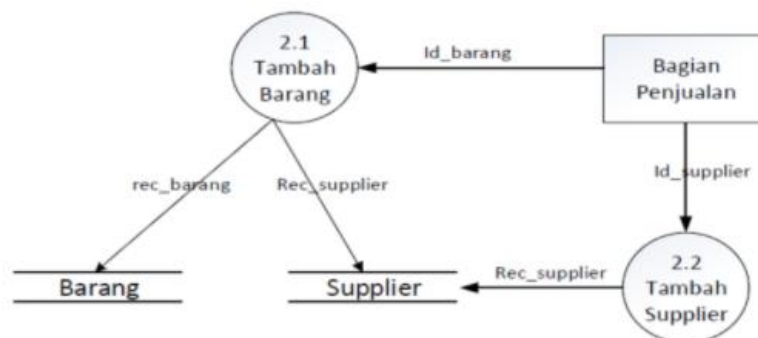 2.1
Tambah
Barang
Id_barang
Bagian
Penjualan
rec_barang
Rec_supplier
Id_supplier
Barang
Supplier
Rec_supplier
2.2
Tambah
Supplier